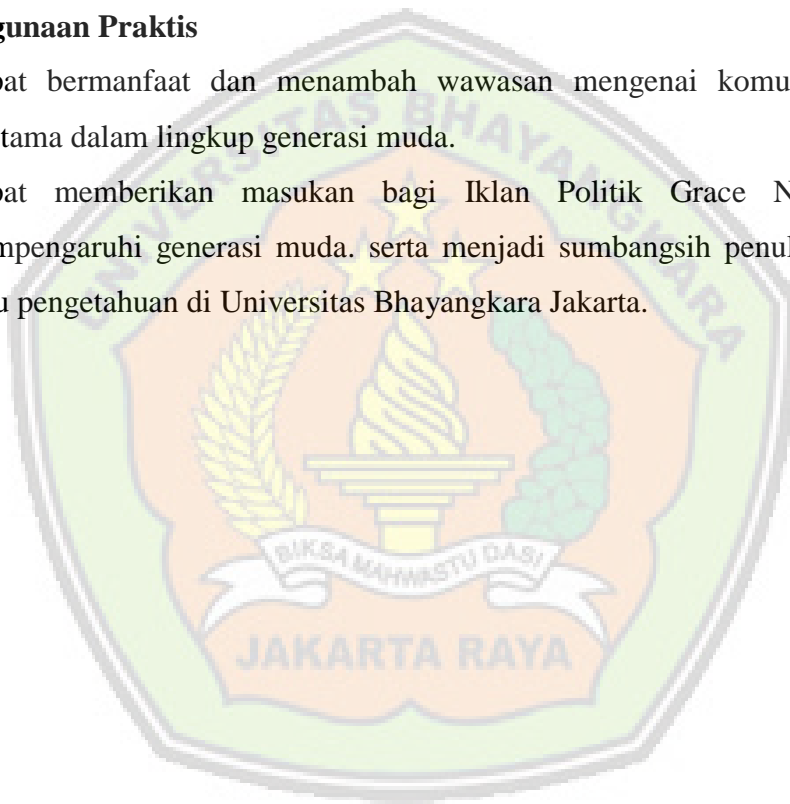 gunaan Praktis
pat bermanfaat dan menambah wawasan mengenai komu
tama dalam lingkup generasi muda.
pat memberikan masukan bagi Iklan Politik Grace N
mpengaruhi generasi muda. serta menjadi sumbangsih penul
u pengetahuan di Universitas Bhayangkara Jakarta.
UNIVERSITAS BHAYANGKARA
BIKSA MAHWASTU DASI
JAKARTA RAYA